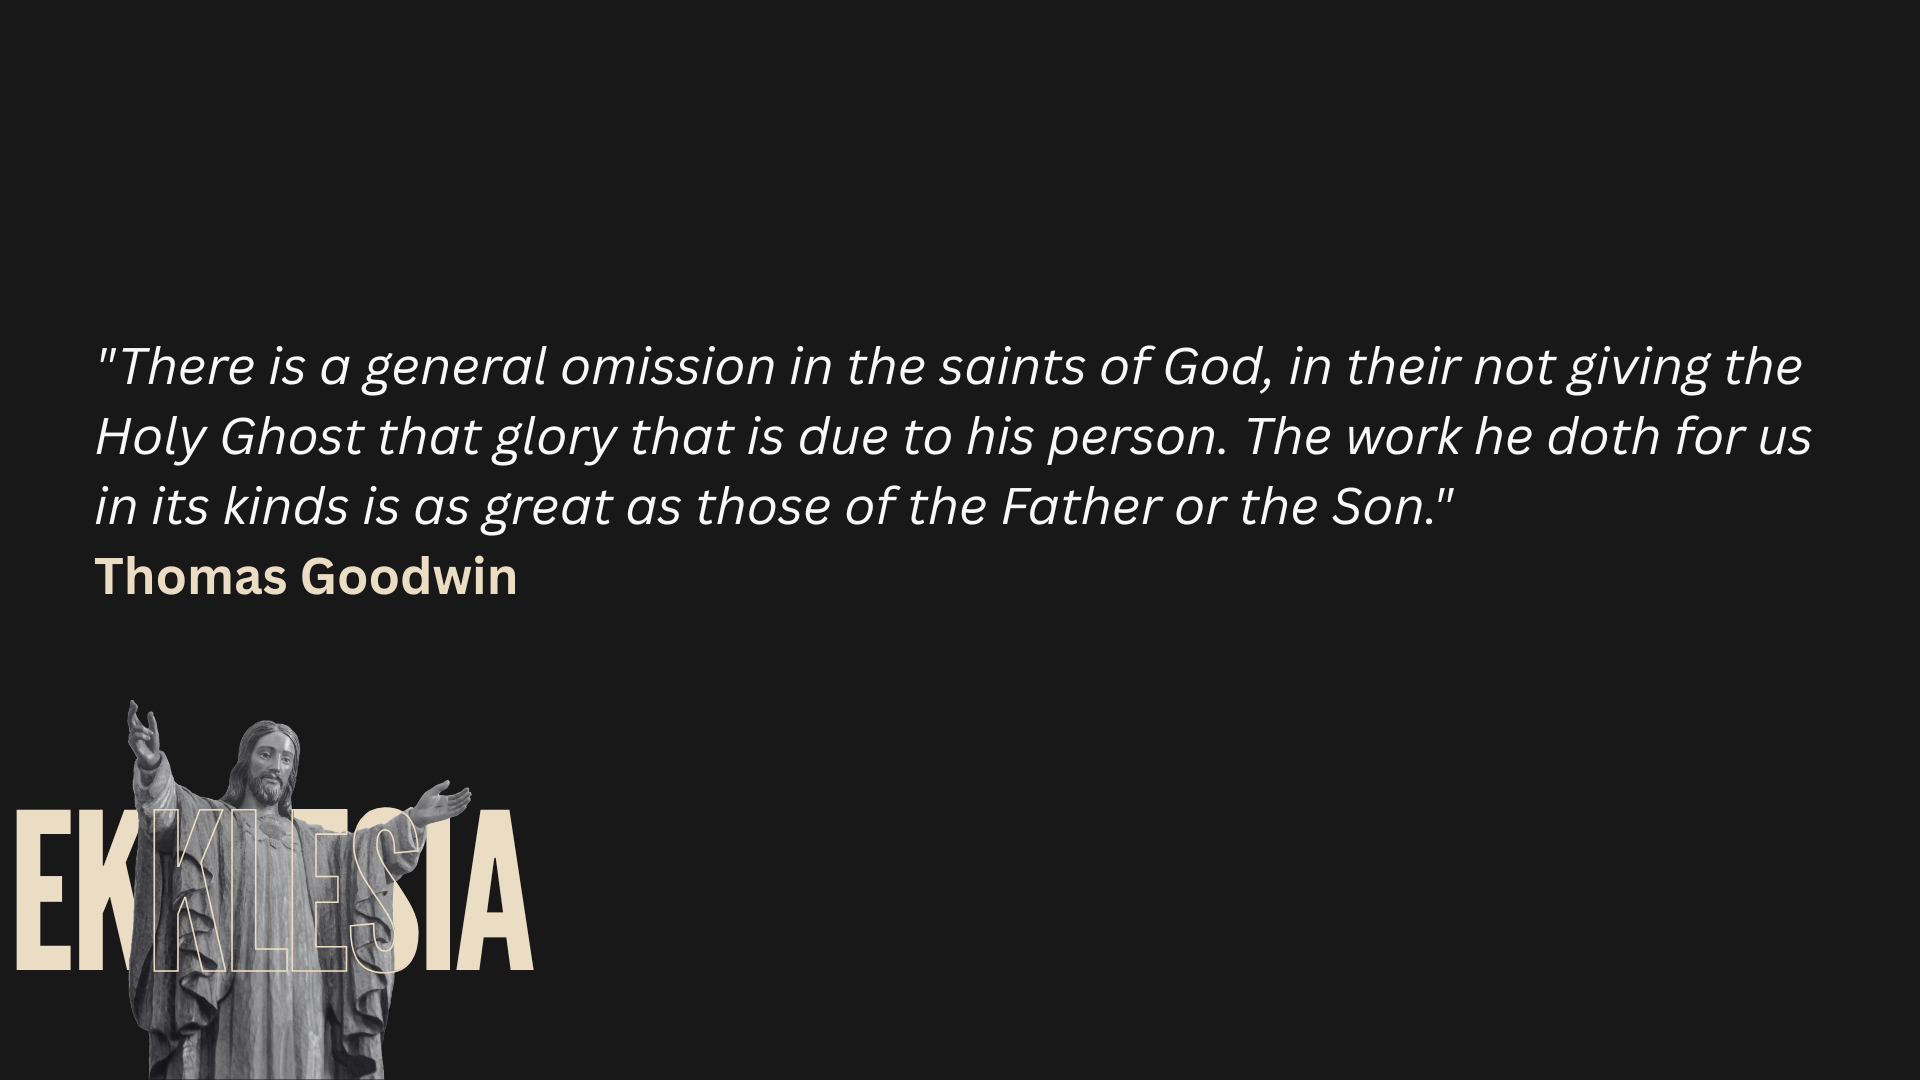 "There is a general omission in the saints of God, in their not giving the
Holy Ghost that glory that is due to his person. The work he doth for us
in its kinds is as great as those of the Father or the Son."
Thomas Goodwin
EKKLESIA